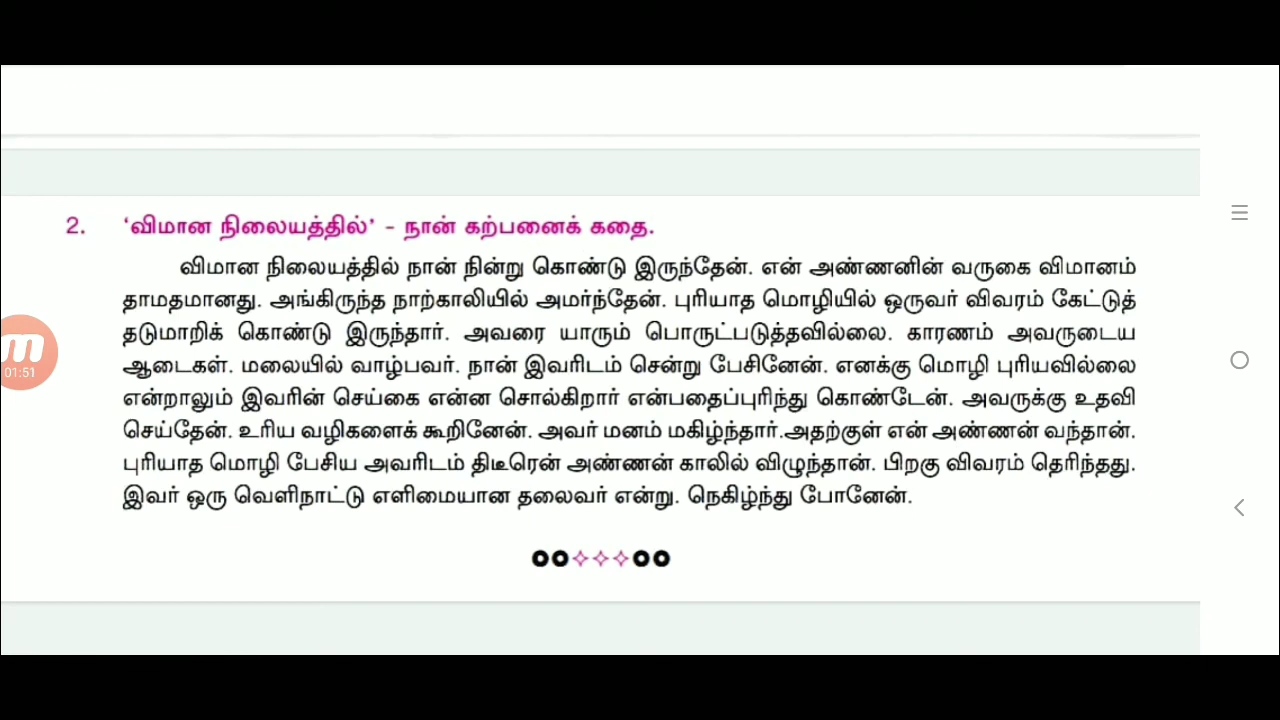 2. ‘விமான நிலையத்தில்’ - நான் கற்பனைக் கதை.
விமான நிலையத்தில் நான் நின்று கொண்டு இருந்தேன். என் அண்ணனின் வருகை விமானம்
தாமதமானது. அங்கிருந்த நாற்காலியில் அமர்ந்தேன். புரியாத மொழியில் ஒருவர் விவரம் கேட்டுத்
தடுமாறிக் கொண்டு இருந்தார். அவரை யாரும் பொருட்படுத்தவில்லை. காரணம் அவருடைய
ஆடைகள். மலையில் வாழ்பவர். நான் இவரிடம் சென்று பேசினேன். எனக்கு மொழி புரியவில்லை
என்றாலும் இவரின் செய்கை என்ன சொல்கிறார் என்பதைப்புரிந்து கொண்டேன். அவருக்கு உதவி
செய்தேன். உரிய வழிகளைக் கூறினேன். அவர் மனம் மகிழ்ந்தார்.அதற்குள் என் அண்ணன் வந்தான்.
புரியாத மொழி பேசிய அவரிடம் திடீரென் அண்ணன் காலில் விழுந்தான். பிறகு விவரம் தெரிந்தது.
இவர் ஒரு வெளிநாட்டு எளிமையான தலைவர் என்று. நெகிழ்ந்து போனேன்.
01:51